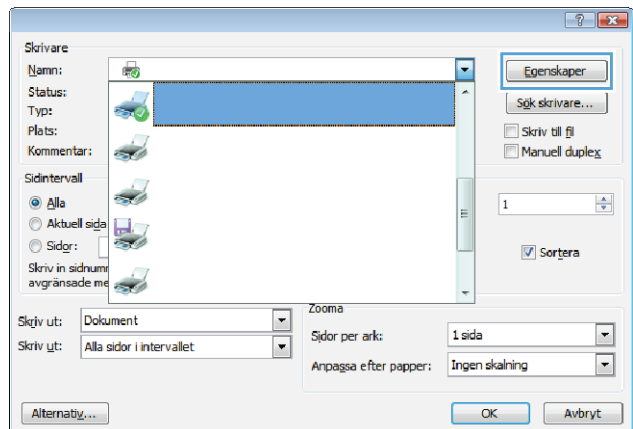 Skrivare
Namn:
Egenskaper
Status:
Sök skrivare...
Typ:
Plats:
Skriv till fil
Kommentar:
Manuell duplex
Sidintervall
Alla
1
Aktuell sida
Sidor:
Sortera
Skriv in
avgränsade
Zooma
Skriv ut: Dokument
Sidor per ark: 1 sida
Skriv ut: Alla sidor i intervallet
Anpassa efter papper: Ingen skalning
Alternativ...
OK
Avbryt